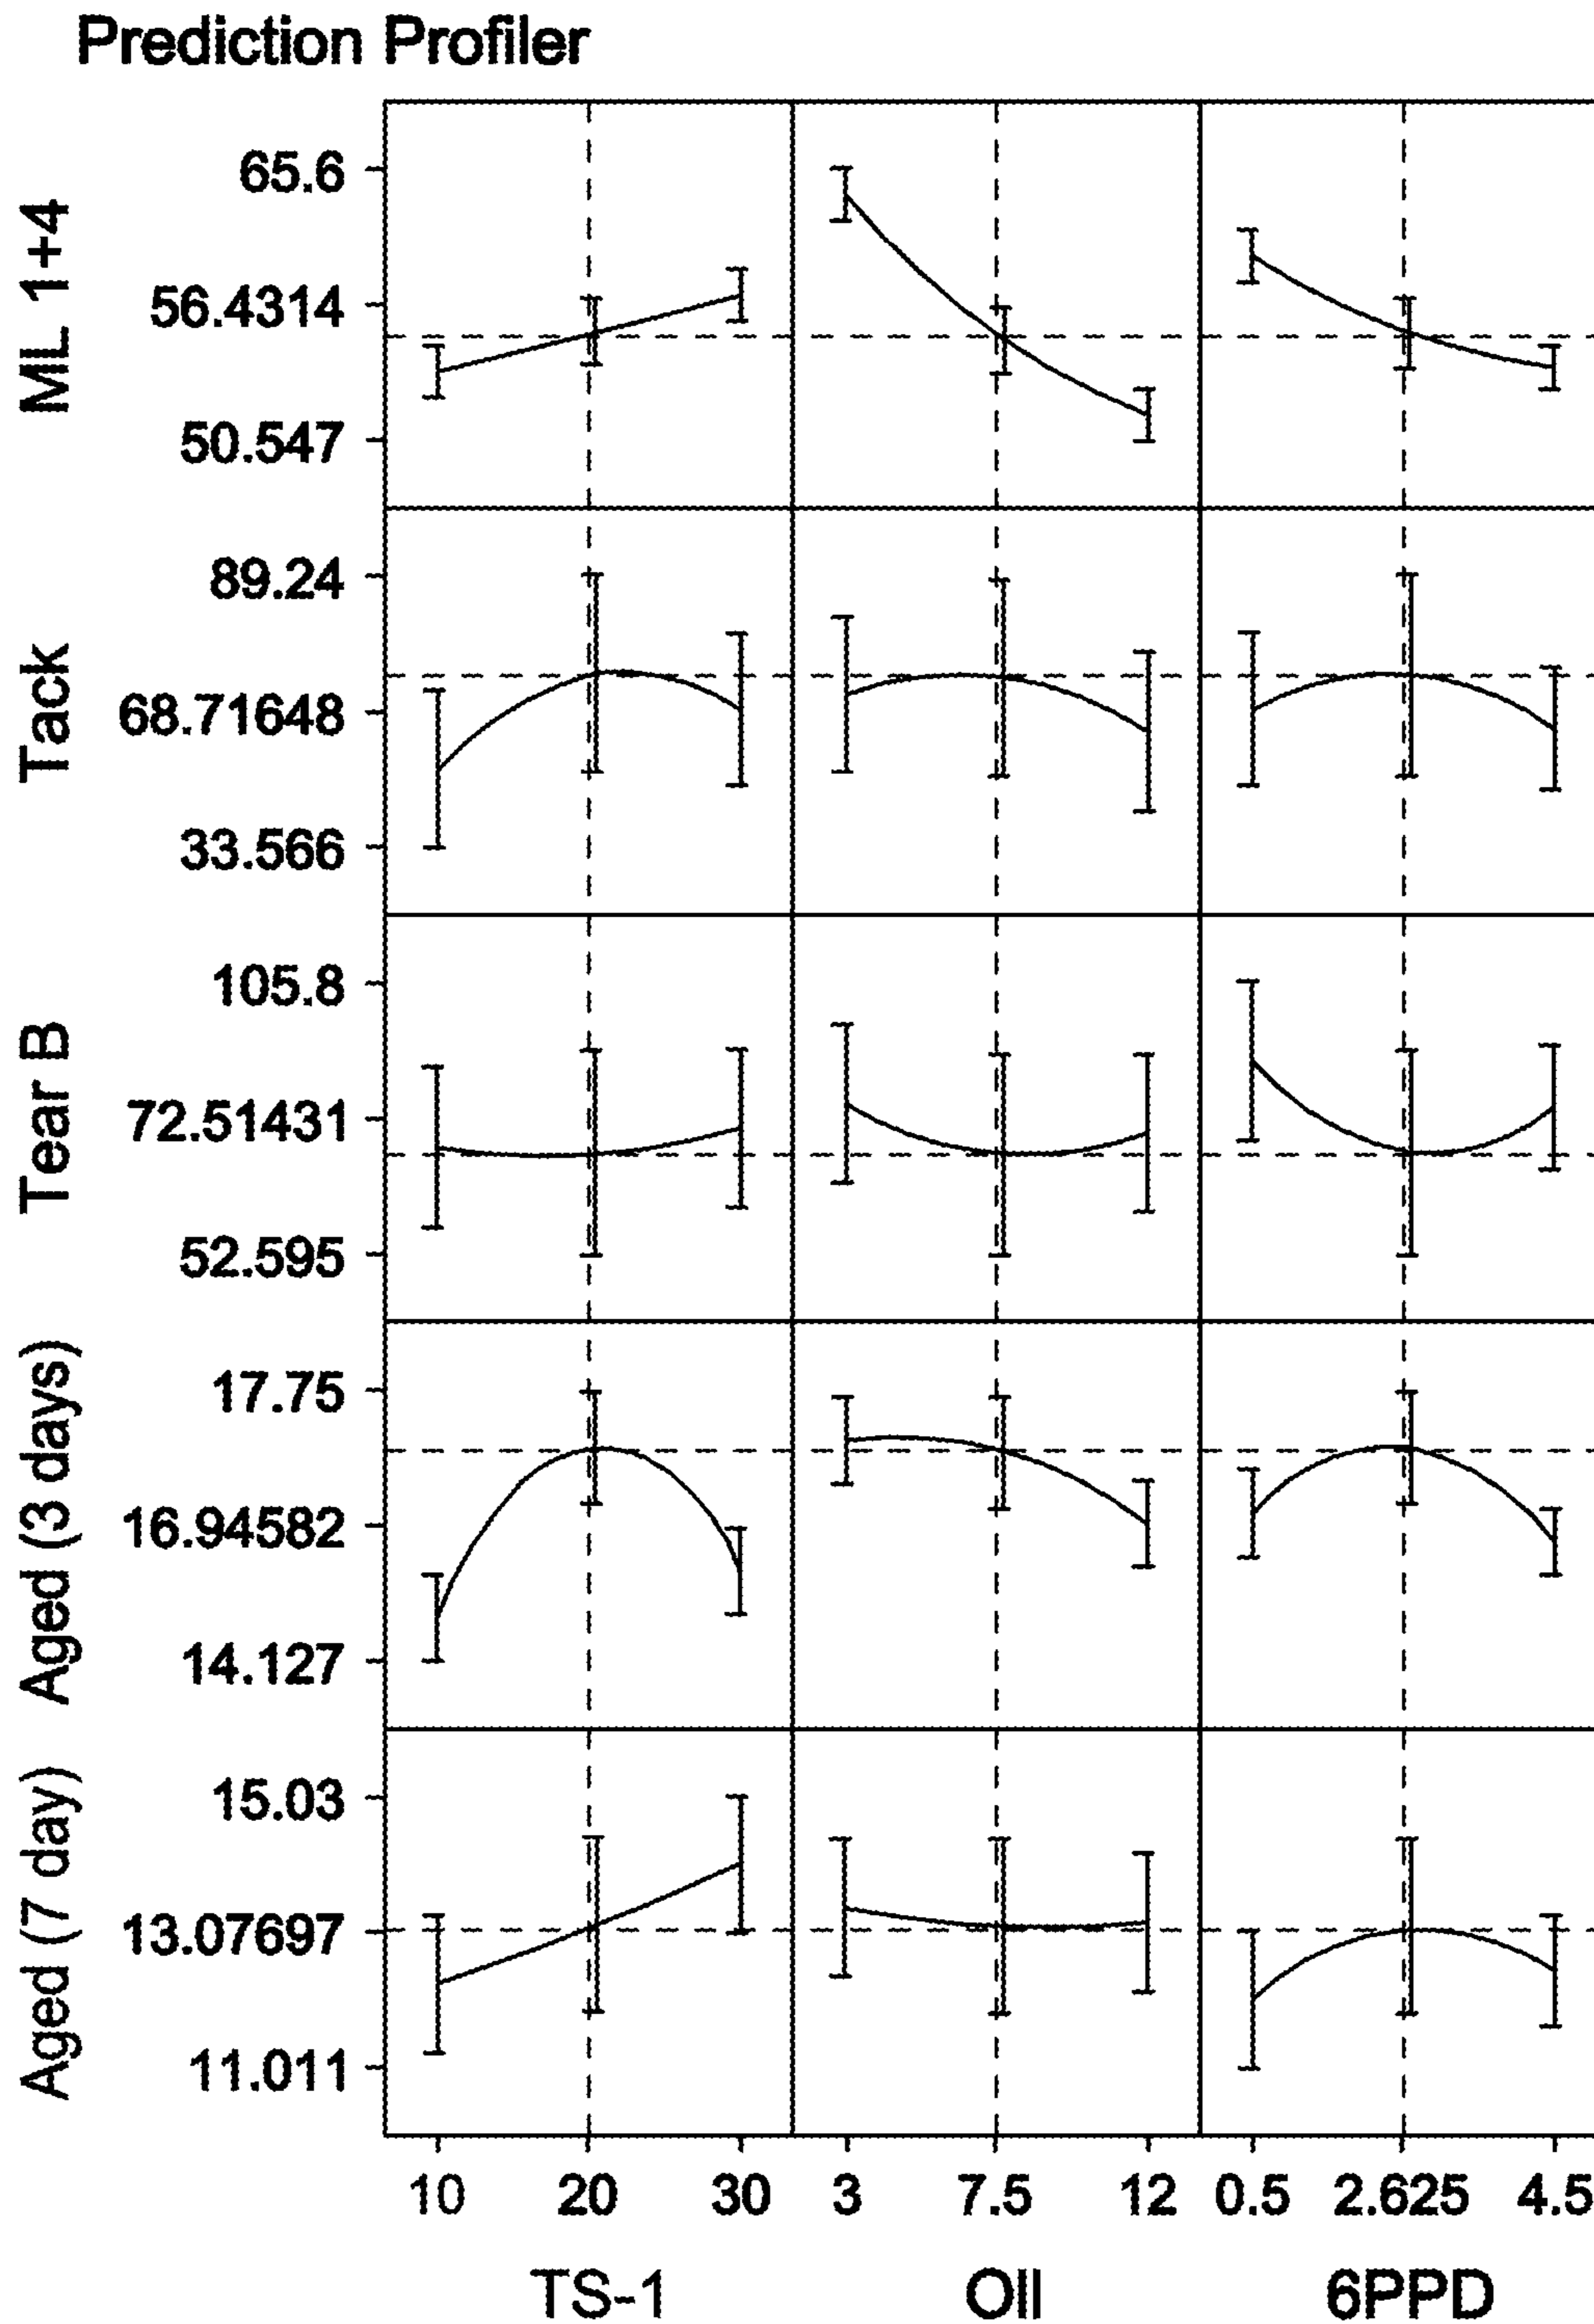 Prediction Profiler
ML 1+4
65.6
56.4314
50.547
Tack
89.24
68.71648
33.566
Tear B
105.8
72.51431
52.595
Aged (3 days)
17.75
16.94582
14.127
Aged (7 day)
15.03
13.07697
11.011
10 20 30 3 7.5 12 0.5 2.625 4.5
TS-1 Oil 6PPD